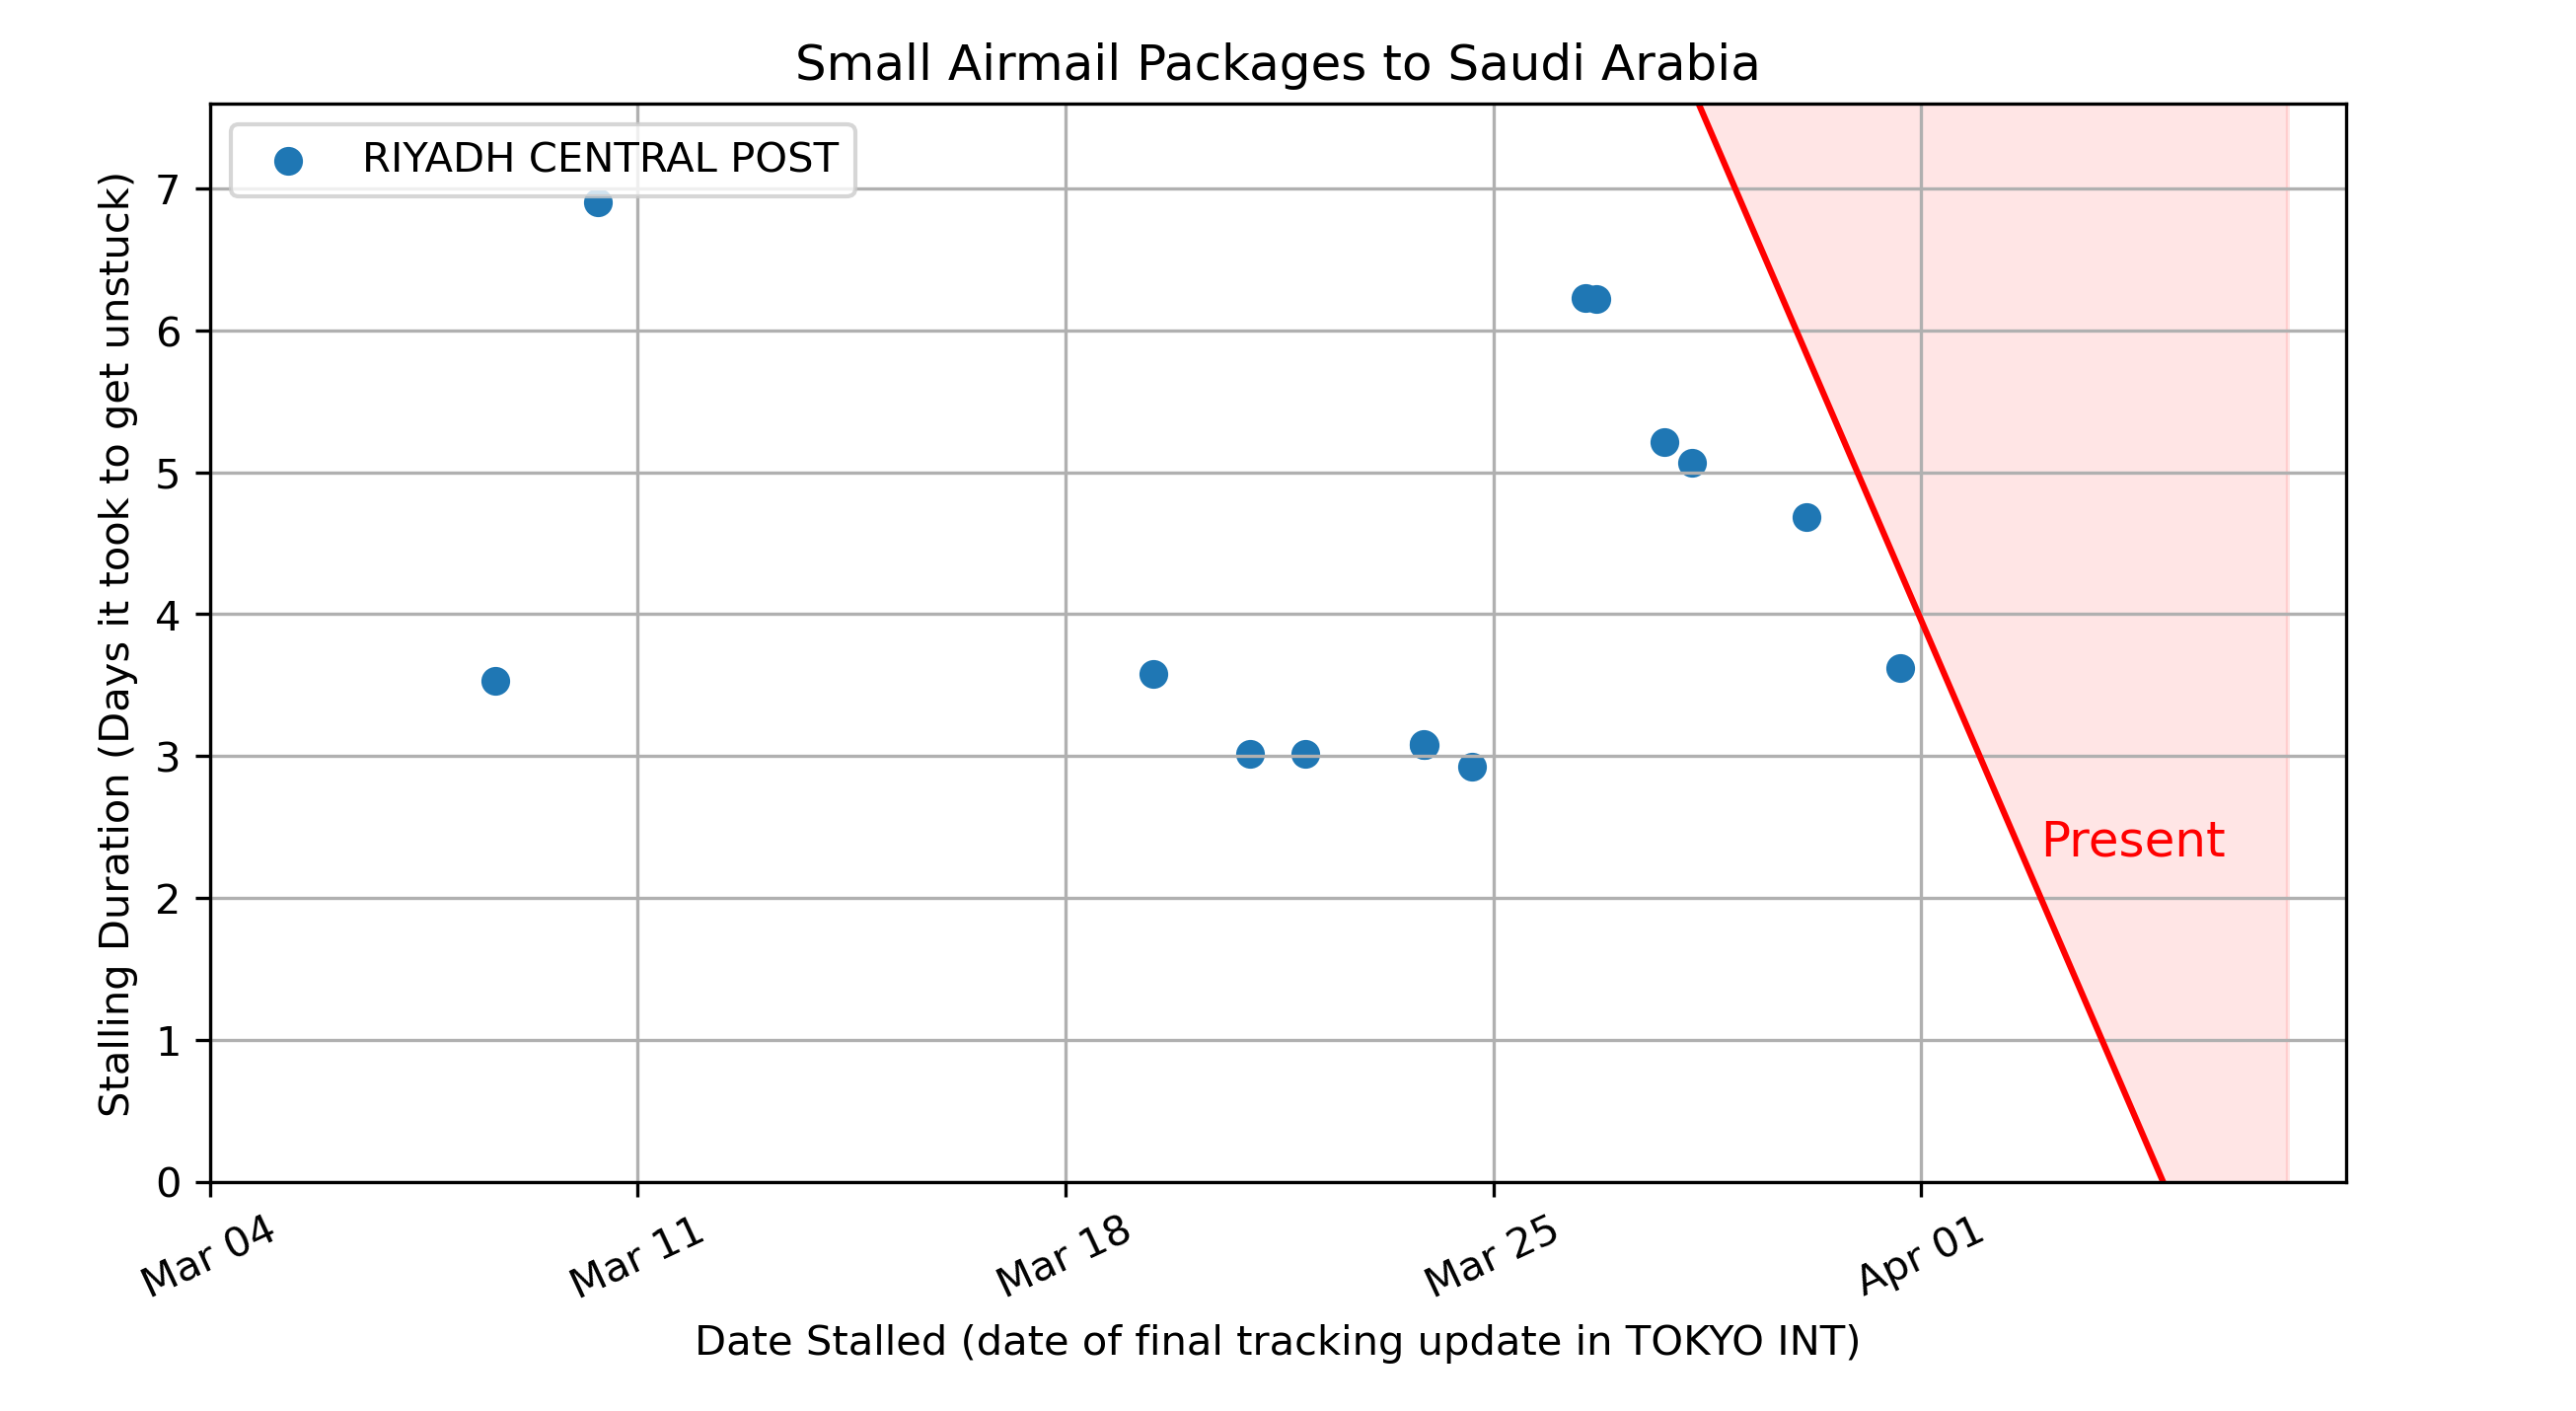 Small Airmail Packages to Saudi Arabia
RIYADH CENTRAL POST
Stalling Duration (Days it took to get unstuck)
7
6
5
4
3
2
1
0
Present
Mar 04
Mar 11
Mar 18
Mar 25
Apr 01
Date Stalled (date of final tracking update in TOKYO INT)